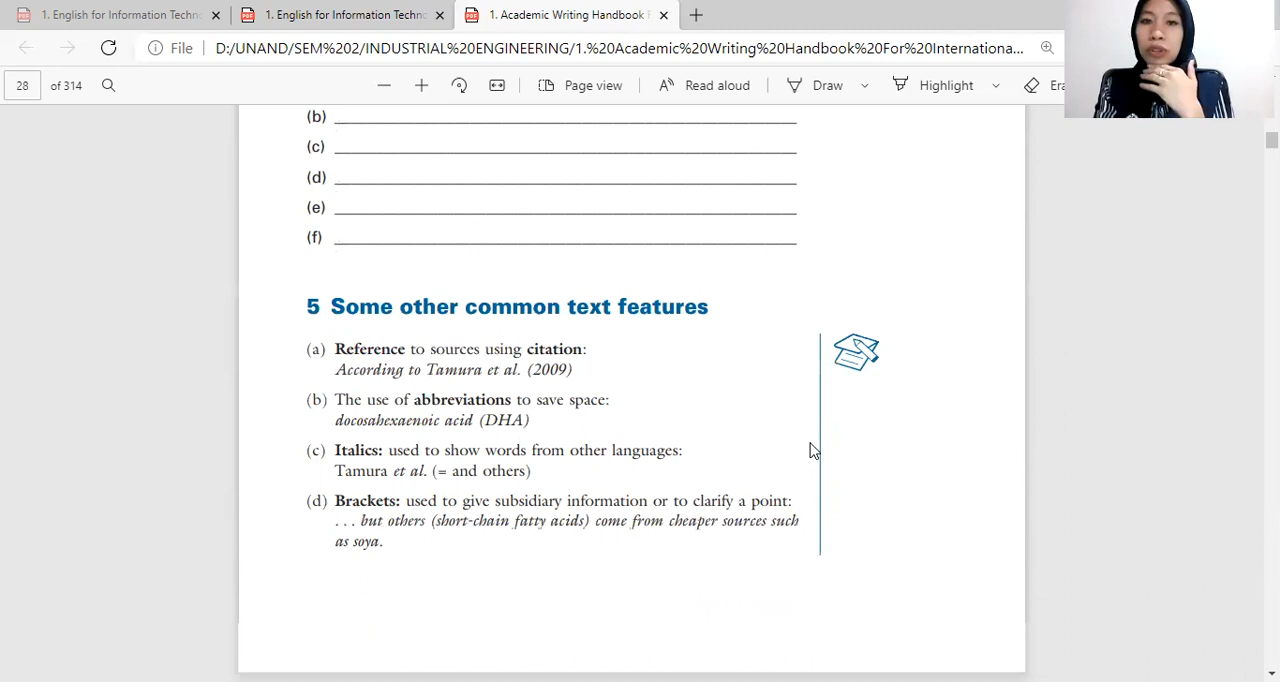 1. English for Information Techno
1. English for Information Techno
1. Academic Writing Handbook F
File
D:/UNAND/SEM%202/INDUSTRIAL%20ENGINEERING/1.%20Academic%20Writing%20Handbook%20For%20Internationa...
28 of 314
Page view
Read aloud
Draw
Highlight
Era
(b)
(c)
(d)
(e)
(f)
5 Some other common text features
(a) Reference to sources using citation:
According to Tamura et al. (2009)
(b) The use of abbreviations to save space:
docosahexaenoic acid (DHA)
(c) Italics: used to show words from other languages:
Tamura et al. (= and others)
(d) Brackets: used to give subsidiary information or to clarify a point:
. . . but others (short-chain fatty acids) come from cheaper sources such
as soya.